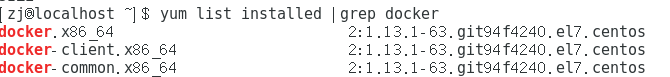 [zj@localhost ~]$ yum list installed |grep docker
docker.x86_64 2:1.13.1-63.git94f4240.el7.centos
docker-client.x86_64 2:1.13.1-63.git94f4240.el7.centos
docker-common.x86_64 2:1.13.1-63.git94f4240.el7.centos